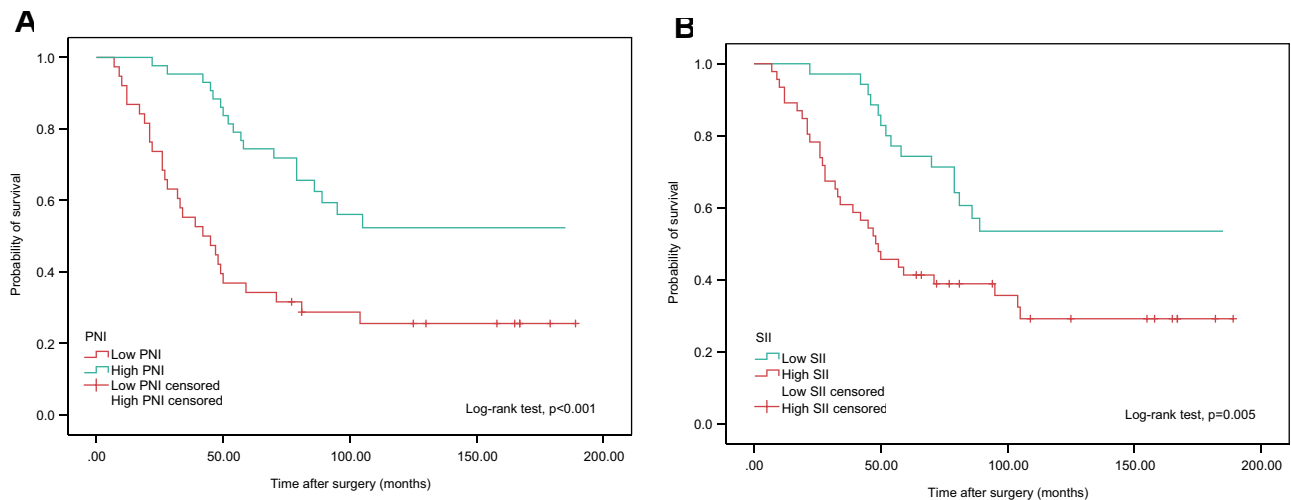 A
1.0
0.8
0.6
0.4
0.2
0.0
Probability of survival
PNI
Low PNI
High PNI
Low PNI censored
High PNI censored
Log-rank test, p<0.001
.00 50.00 100.00 150.00 200.00
Time after surgery (months)
B
1.0
0.8
0.6
0.4
0.2
0.0
Probability of survival
SII
Low SII
High SII
Low SII censored
High SII censored
Log-rank test, p=0.005
.00 50.00 100.00 150.00 200.00
Time after surgery (months)